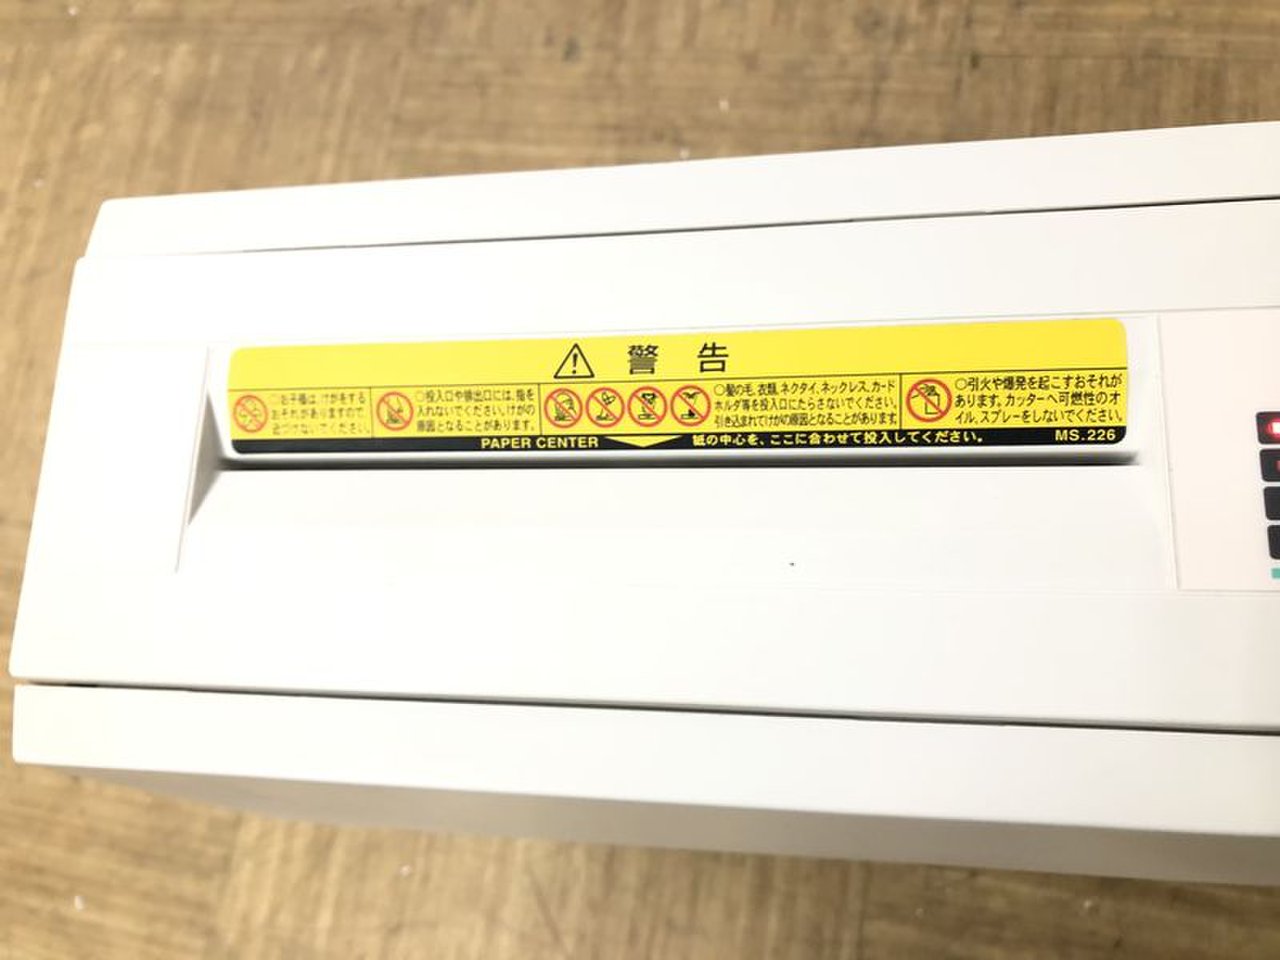 警告
○お子様は、けがをする
おそれがありますので、
近づけないでください。
○投入口や排出口には、指を
入れないでください。けがの
原因となることがあります。
○髪の毛、衣類、ネクタイ、ネックレス、カード
ホルダ等を投入口にたらさないでください。
引き込まれてけがの原因となることがあります。
○引火や爆発を起こすおそれが
あります。カッターへ可燃性のオ
イル、スプレーをしないでください。
PAPER CENTER 紙の中心を、ここに合わせて投入してください。 MS.226